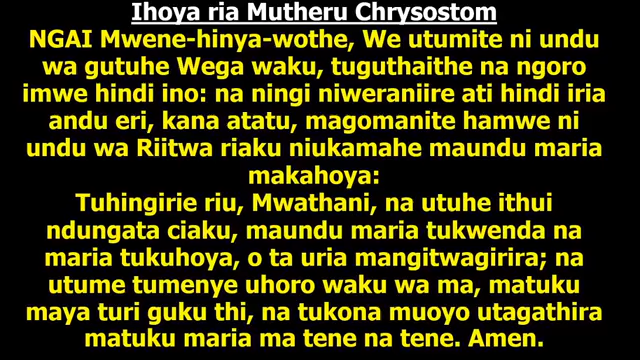 Ihoya ria Mutheru Chrysostom
NGAI Mwene-hinya-wothe, We utumite ni undu
wa gutuhe Wega waku, tuguthaithe na ngoro
imwe hindi ino: na ningi niweraniire ati hindi iria
andu eri, kana atatu, magomanite hamwe ni
undu wa Riitwa riaku niukamahe maundu maria
makahoya:
Tuhingirie riu, Mwathani, na utuhe ithui
ndungata ciaku, maundu maria tukwenda na
maria tukuhoya, o ta uria mangitwagirira; na
utume tumenye uhoro waku wa ma, matuku
maya turi guku thi, na tukona muoyo utagathira
matuku maria ma tene na tene. Amen.